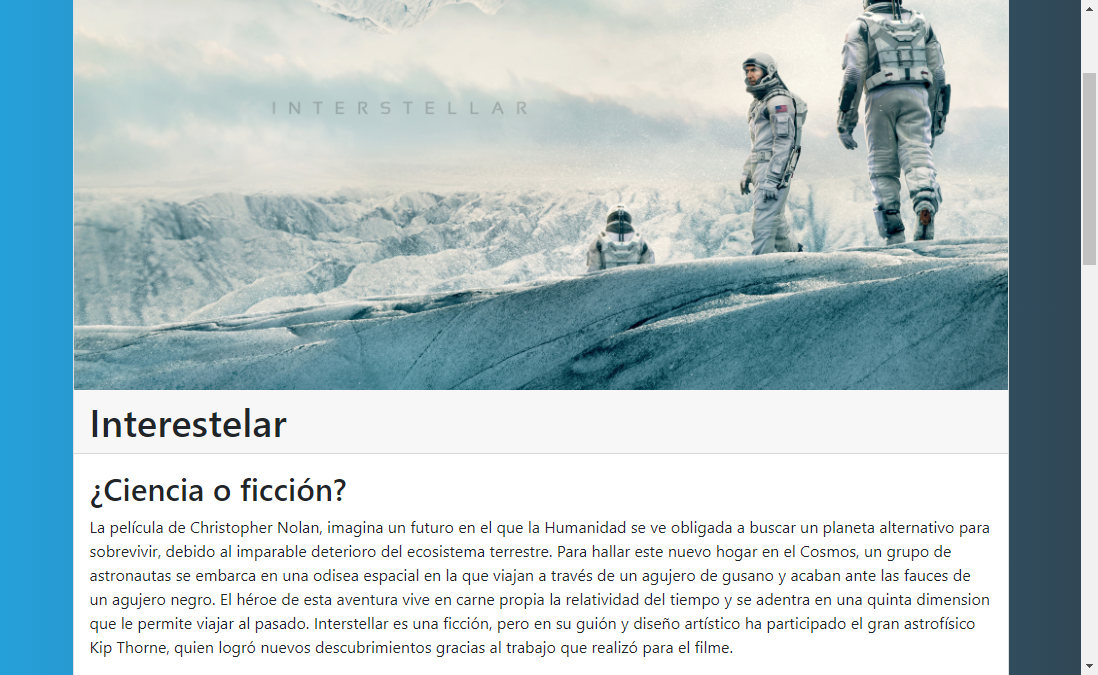 INTERSTELLAR
Interestelar
¿Ciencia o ficción?
La película de Christopher Nolan, imagina un futuro en el que la Humanidad se ve obligada a buscar un planeta alternativo para
sobrevivir, debido al imparable deterioro del ecosistema terrestre. Para hallar este nuevo hogar en el Cosmos, un grupo de
astronautas se embarca en una odisea espacial en la que viajan a través de un agujero de gusano y acaban ante las fauces de
un agujero negro. El héroe de esta aventura vive en carne propia la relatividad del tiempo y se adentra en una quinta dimension
que le permite viajar al pasado. Interstellar es una ficción, pero en su guión y diseño artístico ha participado el gran astrofísico
Kip Thorne, quien logró nuevos descubrimientos gracias al trabajo que realizó para el filme.